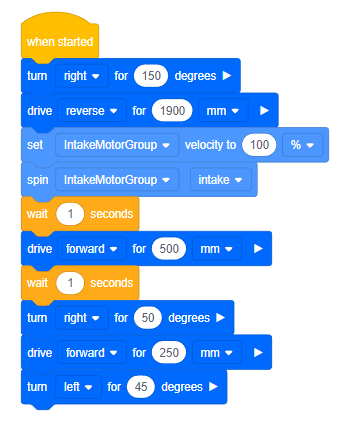 when started
turn right for 150 degrees
drive reverse for 1900 mm
set IntakeMotorGroup velocity to 100 %
spin IntakeMotorGroup intake
wait 1 seconds
drive forward for 500 mm
wait 1 seconds
turn right for 50 degrees
drive forward for 250 mm
turn left for 45 degrees